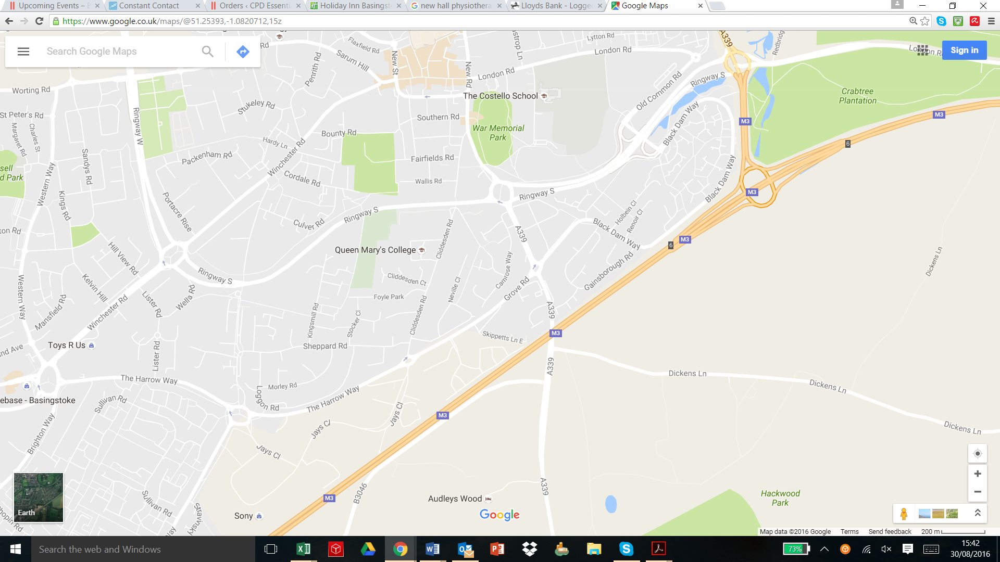 Upcoming Events – B
Constant Contact
Orders ‹ CPD Essenti
Holiday Inn Basingsto
new hall physiothera
Lloyds Bank - Logge
Google Maps
https://www.google.co.uk/maps/@51.25393,-1.0820712,15z
Search Google Maps
Sign in
Flaxfield Rd
Rd
Sarum Hill
Penrith Rd
New St
New Rd
London Rd
Lytton Rd
London Rd
astrop Ln
A339
Redbridg
London R
Worting Rd
Ringway S
Old Common Rd
The Costello School
Crabtree
Plantation
St Peter's Rd
Stukeley Rd
Southern Rd
M3
M3
Margaret Rd
Charles St
Ringway W
Bounty Rd
War Memorial
Park
Black Dam Way
Hardy Ln
6
Packenham Rd
Winchester Rd
Fairfields Rd
Sandys Rd
sell
d Park
Western Way
Cordale Rd
Wallis Rd
Black Dam Way
Ringway S
M3
Kings Rd
Portacre Rise
Ringway S
Holbein Cl
Renoir Cl
Culver Rd
ton Rd
A339
Cliddesden Rd
Black Dam Way
M3
6
Queen Mary's College
Hill View Rd
Gainsborough Rd
Dickens Ln
Ringway S
Camrose Way
Cliddesden Ct
Neville Cl
Grove Rd
Western Way
Kelvin Hill
Lister Rd
Wella Rd
Foyle Park
A339
Mansfield Rd
Winchester Rd
Kingsmill Rd
Stocker Cl
Cliddesden Rd
Skippetts Ln E
M3
Toys R Us
Sheppard Rd
nd Ave
Lister Rd
A339
Dickens Ln
The Harrow Way
Morley Rd
Dickens Ln
ebase - Basingstoke
Sullivan Rd
Loggon Rd
The Harrow Way
Jays Cl
M3
Jays Cl
Dickens Ln
Brighton Way
Jays Cl
A339
B3046
M3
Audleys Wood
Hackwood
Park
Sullivan Rd
Stavinsky
Sony
Earth
hopin Rd
Way
Google
Map data ©2016 Google Terms Send feedback 200 m
Search the web and Windows
73%
15:42
30/08/2016